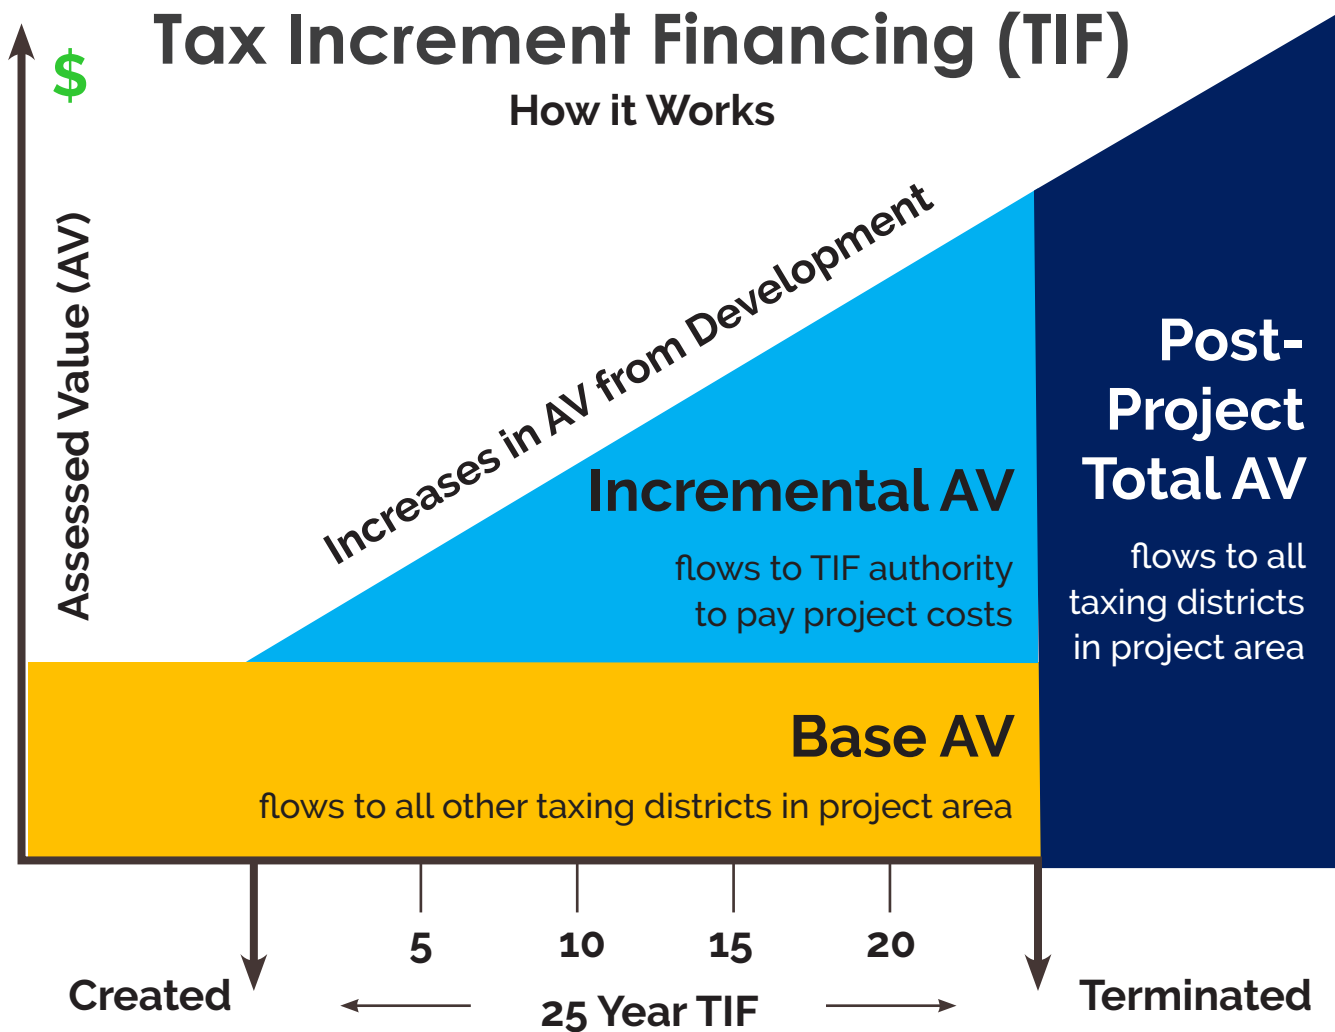 Tax Increment Financing (TIF)
How it Works
$
Assessed Value (AV)
Increases in AV from Development
Incremental AV
flows to TIF authority
to pay project costs
Post-
Project
Total AV
flows to all
taxing districts
in project area
Base AV
flows to all other taxing districts in project area
5 10 15 20
Created
25 Year TIF
Terminated